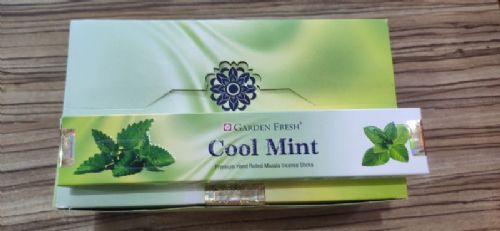 GARDEN FRESH®
Cool Mint
Premium Hand Rolled Masala Incense Sticks